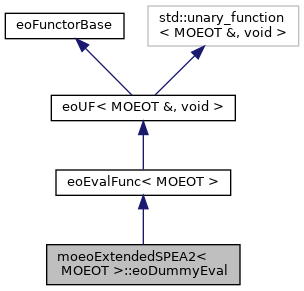 eoFunctorBase
std::unary_function
< MOEOT &, void >
eoUF< MOEOT &, void >
eoEvalFunc< MOEOT >
moeoExtendedSPEA2<
MOEOT >::eoDummyEval